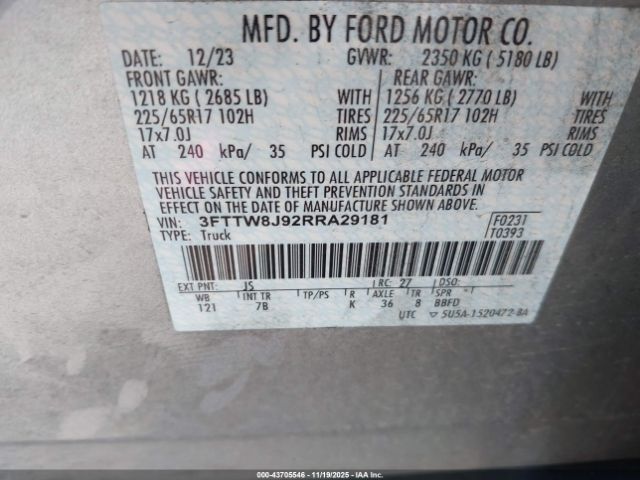 MFD. BY FORD MOTOR CO.
DATE: 12/23 GVWR: 2350 KG ( 5180 LB)
FRONT GAWR: REAR GAWR:
1218 KG ( 2685 LB) WITH 1256 KG ( 2770 LB) WITH
225/65R17 102H TIRES 225/65R17 102H TIRES
17x7.0J RIMS 17x7.0J RIMS
AT 240 kPa/ 35 PSI COLD AT 240 kPa/ 35 PSI COLD
THIS VEHICLE CONFORMS TO ALL APPLICABLE FEDERAL MOTOR
VEHICLE SAFETY AND THEFT PREVENTION STANDARDS IN
EFFECT ON THE DATE OF MANUFACTURE SHOWN ABOVE.
VIN: 3FTTW8J92RRA29181 F0231
TYPE: Truck T0393
EXT PNT: JS RC: 27 DSO:
WB INT TR TP/PS R AXLE TR SPR
121 7B K 36 8 BBFD
UTC ▽ 5U5A-1520472-BA
000-43705546 - 11/19/2025 - IAAI.COM